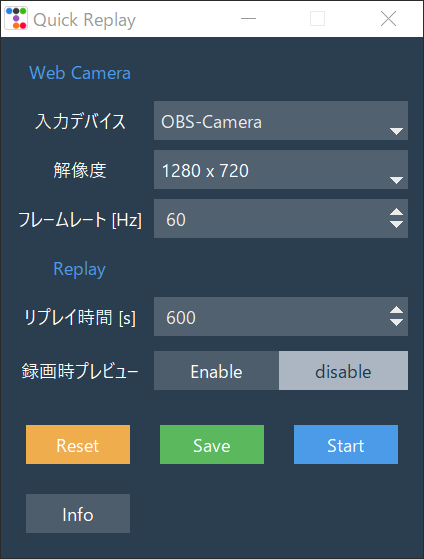 Quick Replay
Web Camera
入力デバイス OBS-Camera
解像度 1280 x 720
フレームレート [Hz] 60
Replay
リプレイ時間 [s] 600
録画時プレビュー Enable disable
Reset Save Start
Info